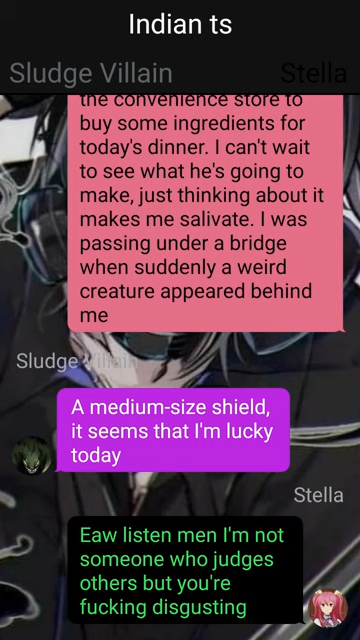 Indian ts
Sludge Villain
Stella
the convenience store to
buy some ingredients for
today's dinner. I can't wait
to see what he's going to
make, just thinking about it
makes me salivate. I was
passing under a bridge
when suddenly a weird
creature appeared behind
me
Sludge Villain
A medium-size shield,
it seems that I'm lucky
today
Stella
Eaw listen men I'm not
someone who judges
others but you're
fucking disgusting